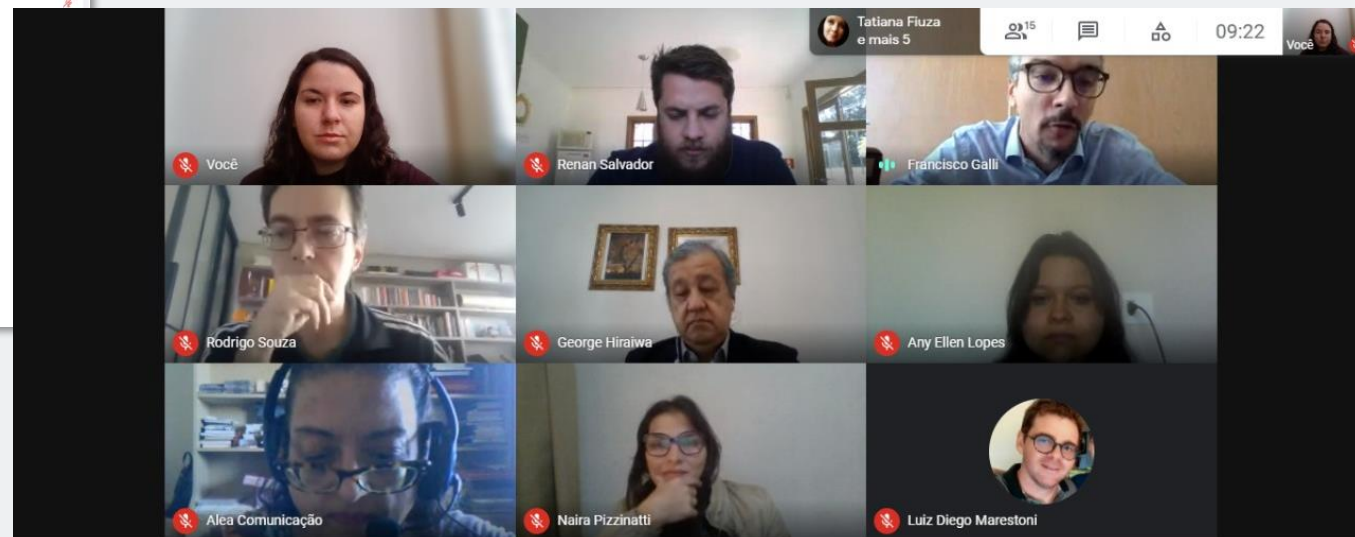 Tatiana Fiuza
e mais 5
15
09:22
Você
Você
Renan Salvador
Francisco Galli
Rodrigo Souza
George Hiraiwa
Any Ellen Lopes
Alea Comunicação
Naira Pizzinatti
Luiz Diego Marestoni